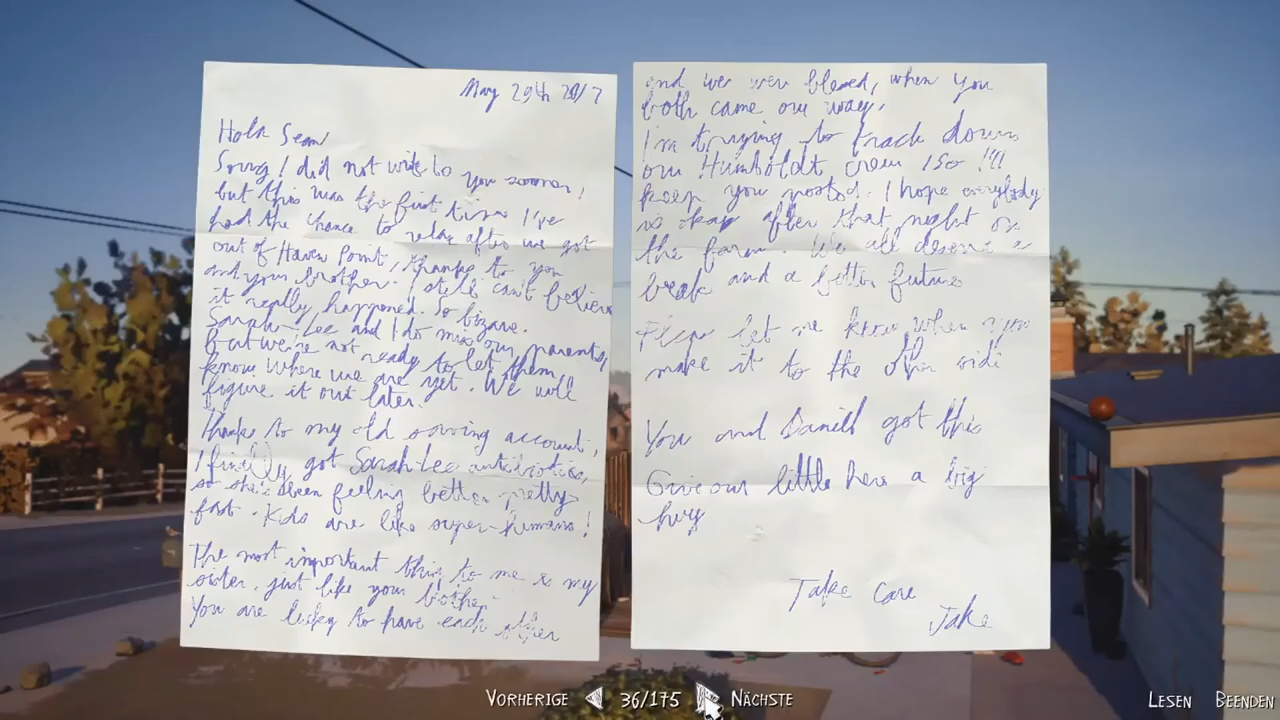 May 29th 2017
Hola Sean
Sorry I did not write to you sooner,
but this was the first time I've
had the chance to relax after we got
out of Haven Point, thanks to you
and your brother. I still can't believe
it really happened. So bizare.
Sarah-Lee and I do miss our parents,
but we're not ready to let them
know where we are yet. We will
figure it out later.
Thanks to my old saving account,
I finally got Sarah-Lee antibiotics,
so she's been feeling better pretty
fast. Kids are like super-humans!
The most important thing to me is my
sister, just like your brother.
You are lucky to have each other
and we were blessed, when you
both came our way.
I'm trying to track down
our Humboldt crew so I'll
keep you posted. I hope everybody
is okay after that night on
the farm. We all deserve a
break and a better future
Please let me know when you
make it to the other side
You and Daniel got this
Give our little hero a big
hug
Take Care
Jake
VORHERIGE 36/175 NÄCHSTE
LESEN BEENDEN